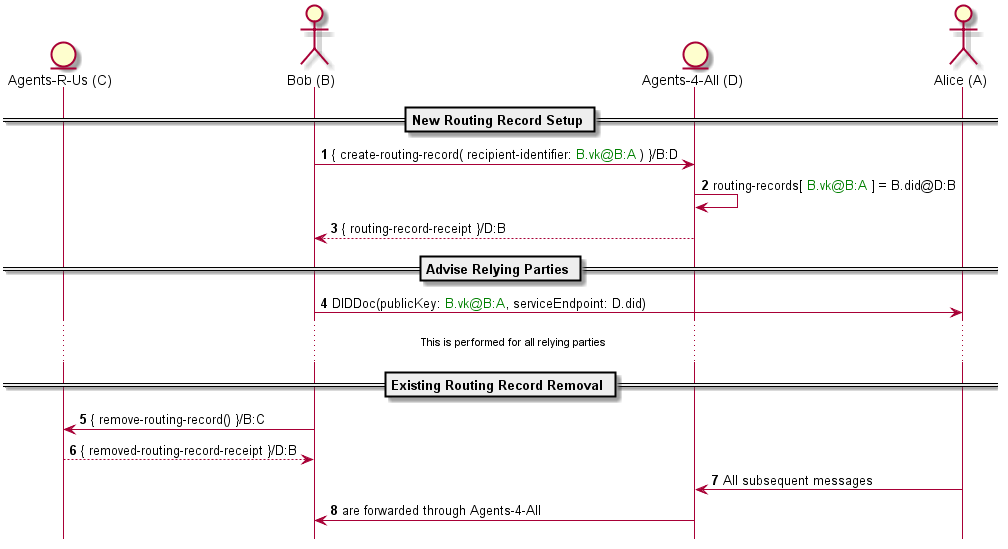 Agents-R-Us (C)
Bob (B)
Agents-4-All (D)
Alice (A)
New Routing Record Setup
1 { create-routing-record( recipient-identifier: B.vk@B:A ) }/B:D
2 routing-records[ B.vk@B:A ] = B.did@D:B
3 { routing-record-receipt }/D:B
Advise Relying Parties
4 DIDDoc(publicKey: B.vk@B:A, serviceEndpoint: D.did)
This is performed for all relying parties
Existing Routing Record Removal
5 { remove-routing-record() }/B:C
6 { removed-routing-record-receipt }/D:B
7 All subsequent messages
8 are forwarded through Agents-4-All